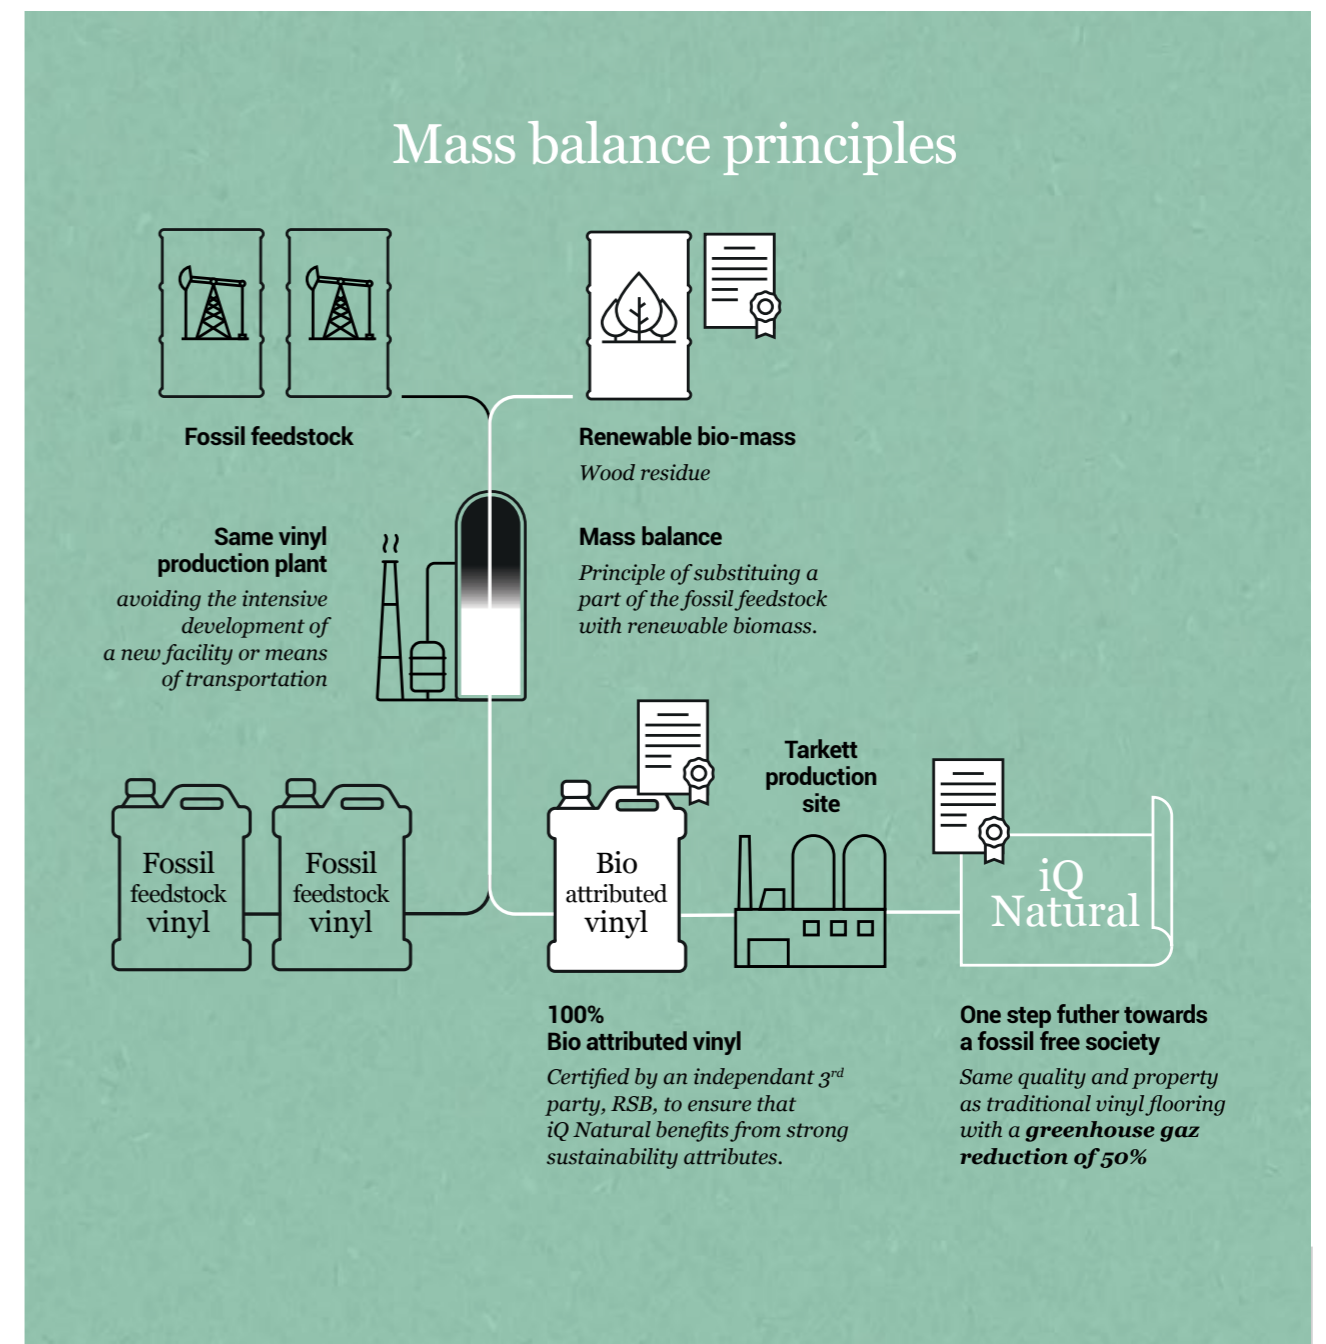 Mass balance principles
Fossil feedstock
Renewable bio-mass
Wood residue
Same vinyl
production plant
avoiding the intensive
development of
a new facility or means
of transportation
Mass balance
Principle of substituing a
part of the fossil feedstock
with renewable biomass.
Fossil
feedstock
vinyl
Fossil
feedstock
vinyl
Bio
attributed
vinyl
Tarkett
production
site
iQ
Natural
100%
Bio attributed vinyl
Certified by an independant 3rd
party, RSB, to ensure that
iQ Natural benefits from strong
sustainability attributes.
One step futher towards
a fossil free society
Same quality and property
as traditional vinyl flooring
with a greenhouse gaz
reduction of 50%